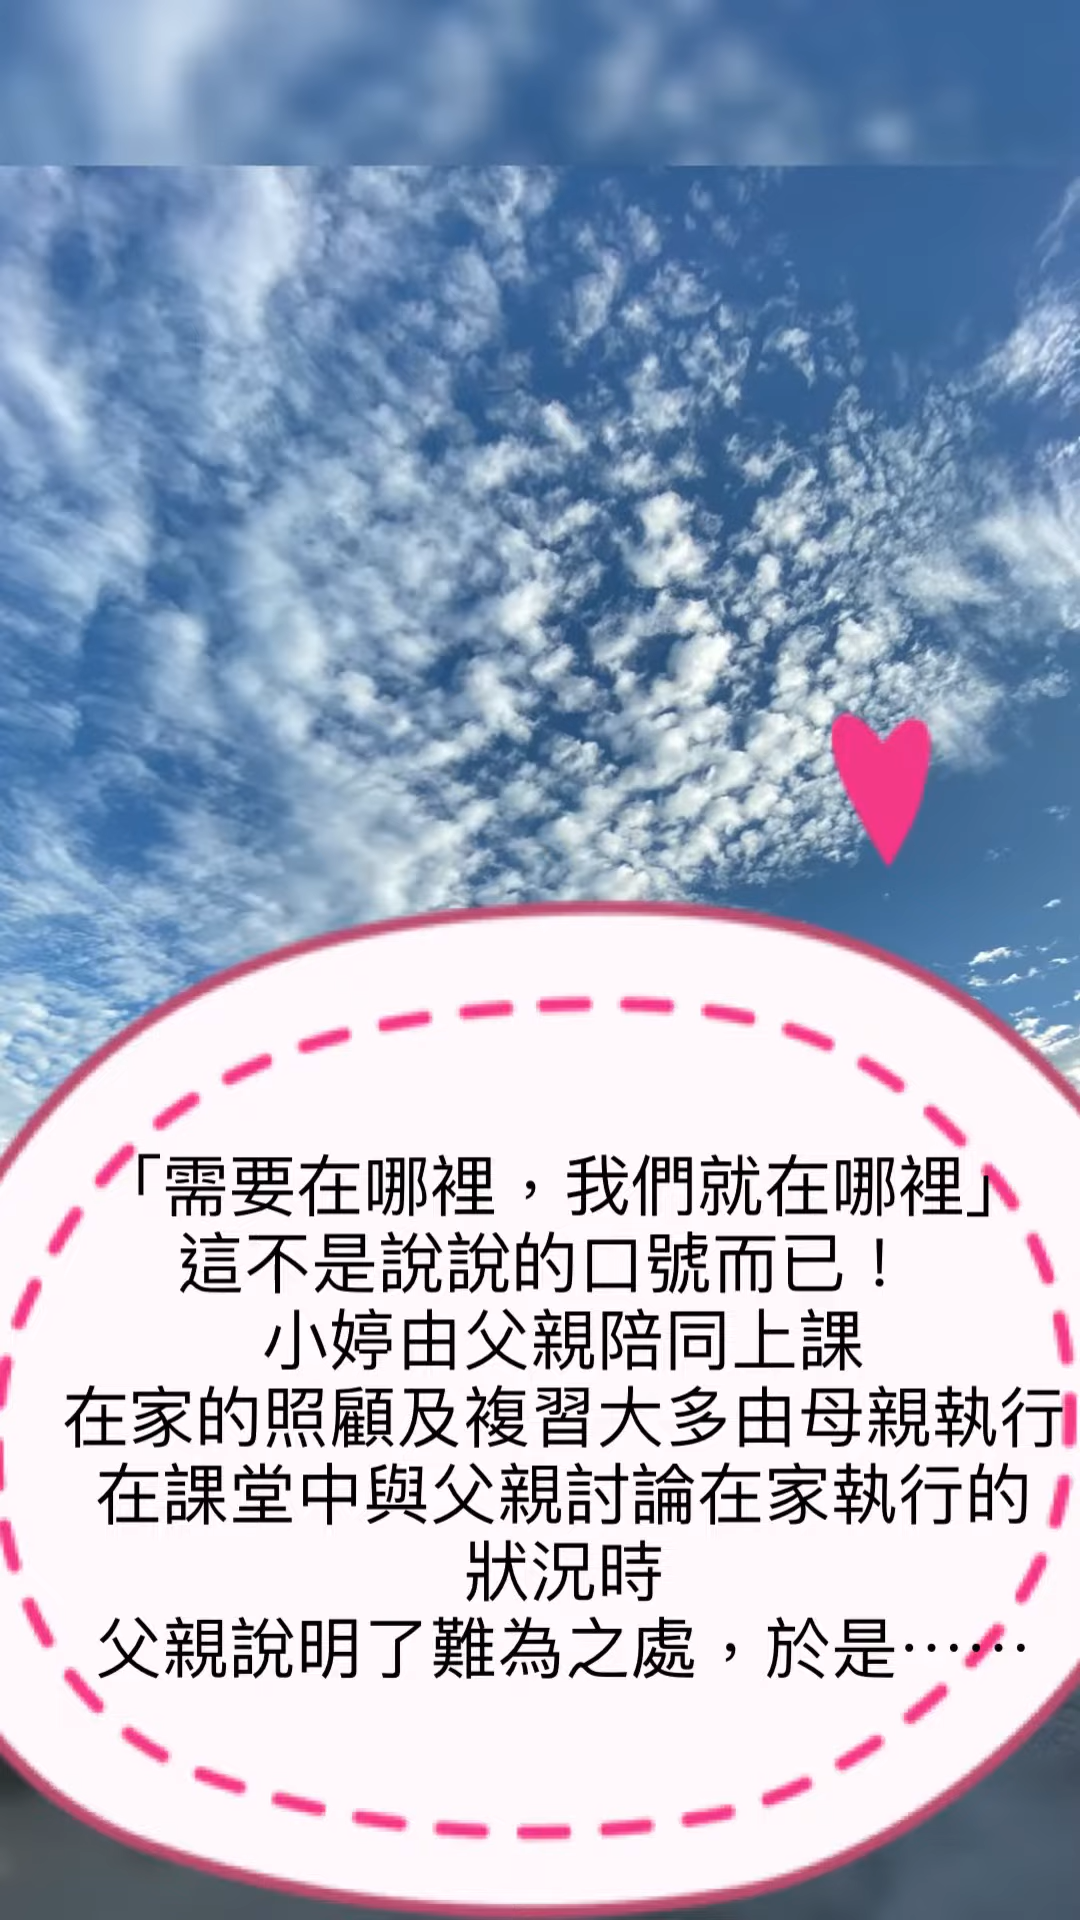 「需要在哪裡，我們就在哪裡」
這不是說說的口號而已！
小婷由父親陪同上課
在家的照顧及複習大多由母親執行
在課堂中與父親討論在家執行的
狀況時
父親說明了難為之處，於是⋯⋯